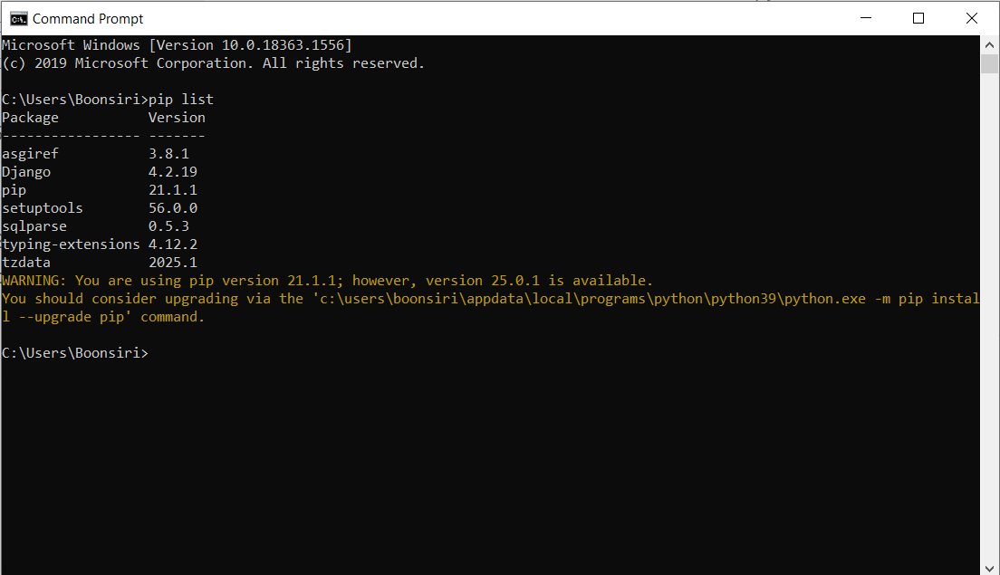 Command Prompt
Microsoft Windows [Version 10.0.18363.1556]
(c) 2019 Microsoft Corporation. All rights reserved.
C:\Users\Boonsiri>pip list
Package           Version
----------------- -------
asgiref           3.8.1
Django            4.2.19
pip               21.1.1
setuptools        56.0.0
sqlparse          0.5.3
typing-extensions 4.12.2
tzdata            2025.1
WARNING: You are using pip version 21.1.1; however, version 25.0.1 is available.
You should consider upgrading via the 'c:\users\boonsiri\appdata\local\programs\python\python39\python.exe -m pip instal
l --upgrade pip' command.
C:\Users\Boonsiri>